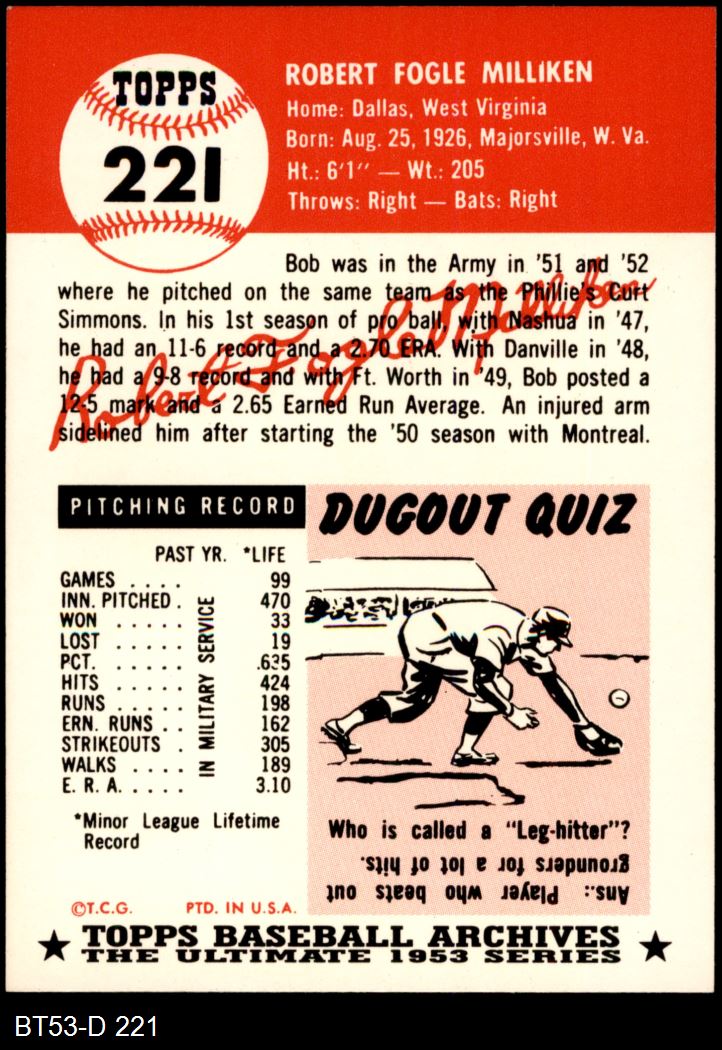 TOPPS
221
ROBERT FOGLE MILLIKEN
Home: Dallas, West Virginia
Born: Aug. 25, 1926, Majorsville, W. Va.
Ht.: 6'1" — Wt.: 205
Throws: Right — Bats: Right
Bob was in the Army in '51 and '52
where he pitched on the same team as the Phillie's Curt
Simmons. In his 1st season of pro ball, with Nashua in '47,
he had an 11-6 record and a 2.70 ERA. With Danville in '48,
he had a 9-8 record and with Ft. Worth in '49, Bob posted a
12-5 mark and a 2.65 Earned Run Average. An injured arm
sidelined him after starting the '50 season with Montreal.
Robert Fogle Milliken
PITCHING RECORD
PAST YR. *LIFE
GAMES . . . . 99
INN. PITCHED . 470
WON . . . . . 33
LOST . . . . . 19
PCT. . . . . . .635
HITS . . . . . 424
RUNS . . . . . 198
ERN. RUNS . . 162
STRIKEOUTS . 305
WALKS . . . . 189
E. R. A. . . . . 3.10
IN MILITARY SERVICE
*Minor League Lifetime
Record
©T.C.G. PTD. IN U.S.A.
DUGOUT QUIZ
Who is called a "Leg-hitter"?
Ans.: Player who beats out
grounders for a lot of hits.
TOPPS BASEBALL ARCHIVES
THE ULTIMATE 1953 SERIES
BT53-D 221